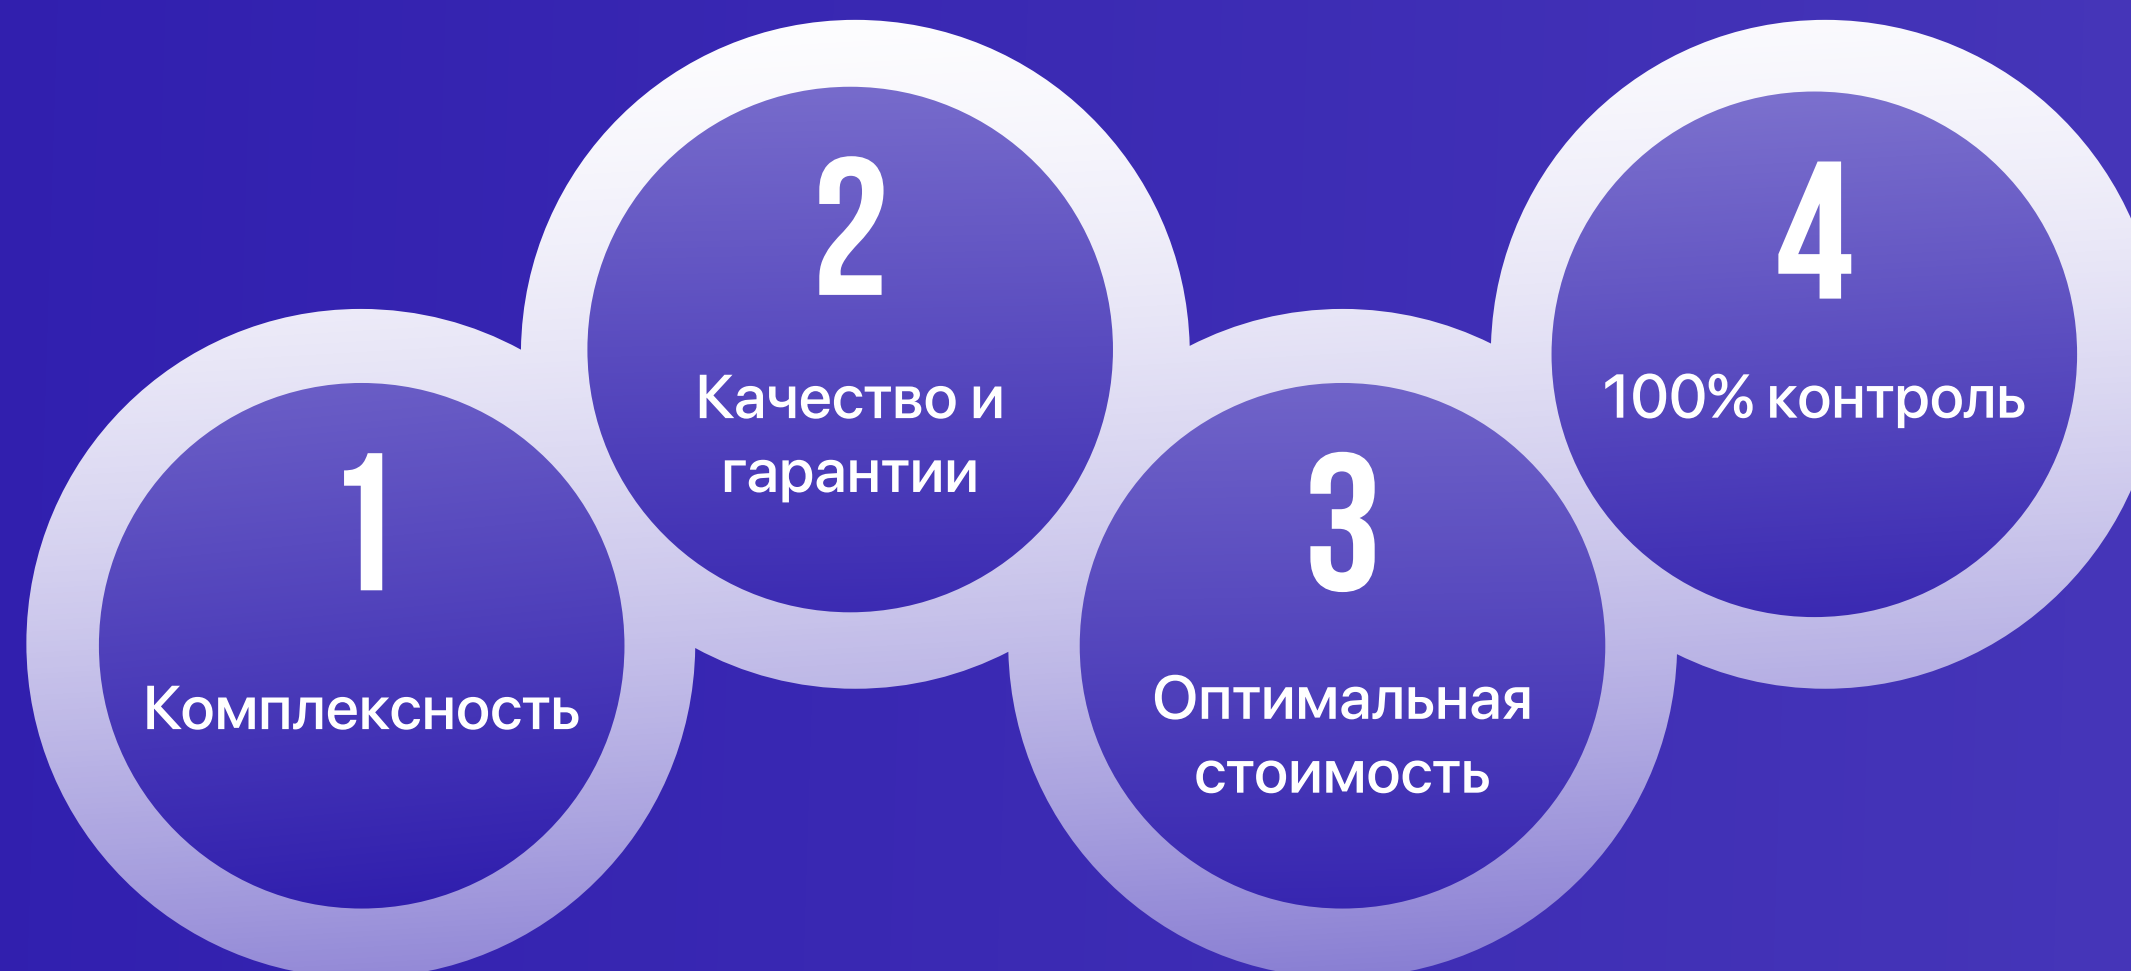 1
Комплексность
2
Качество и
гарантии
3
Оптимальная
стоимость
4
100% контроль